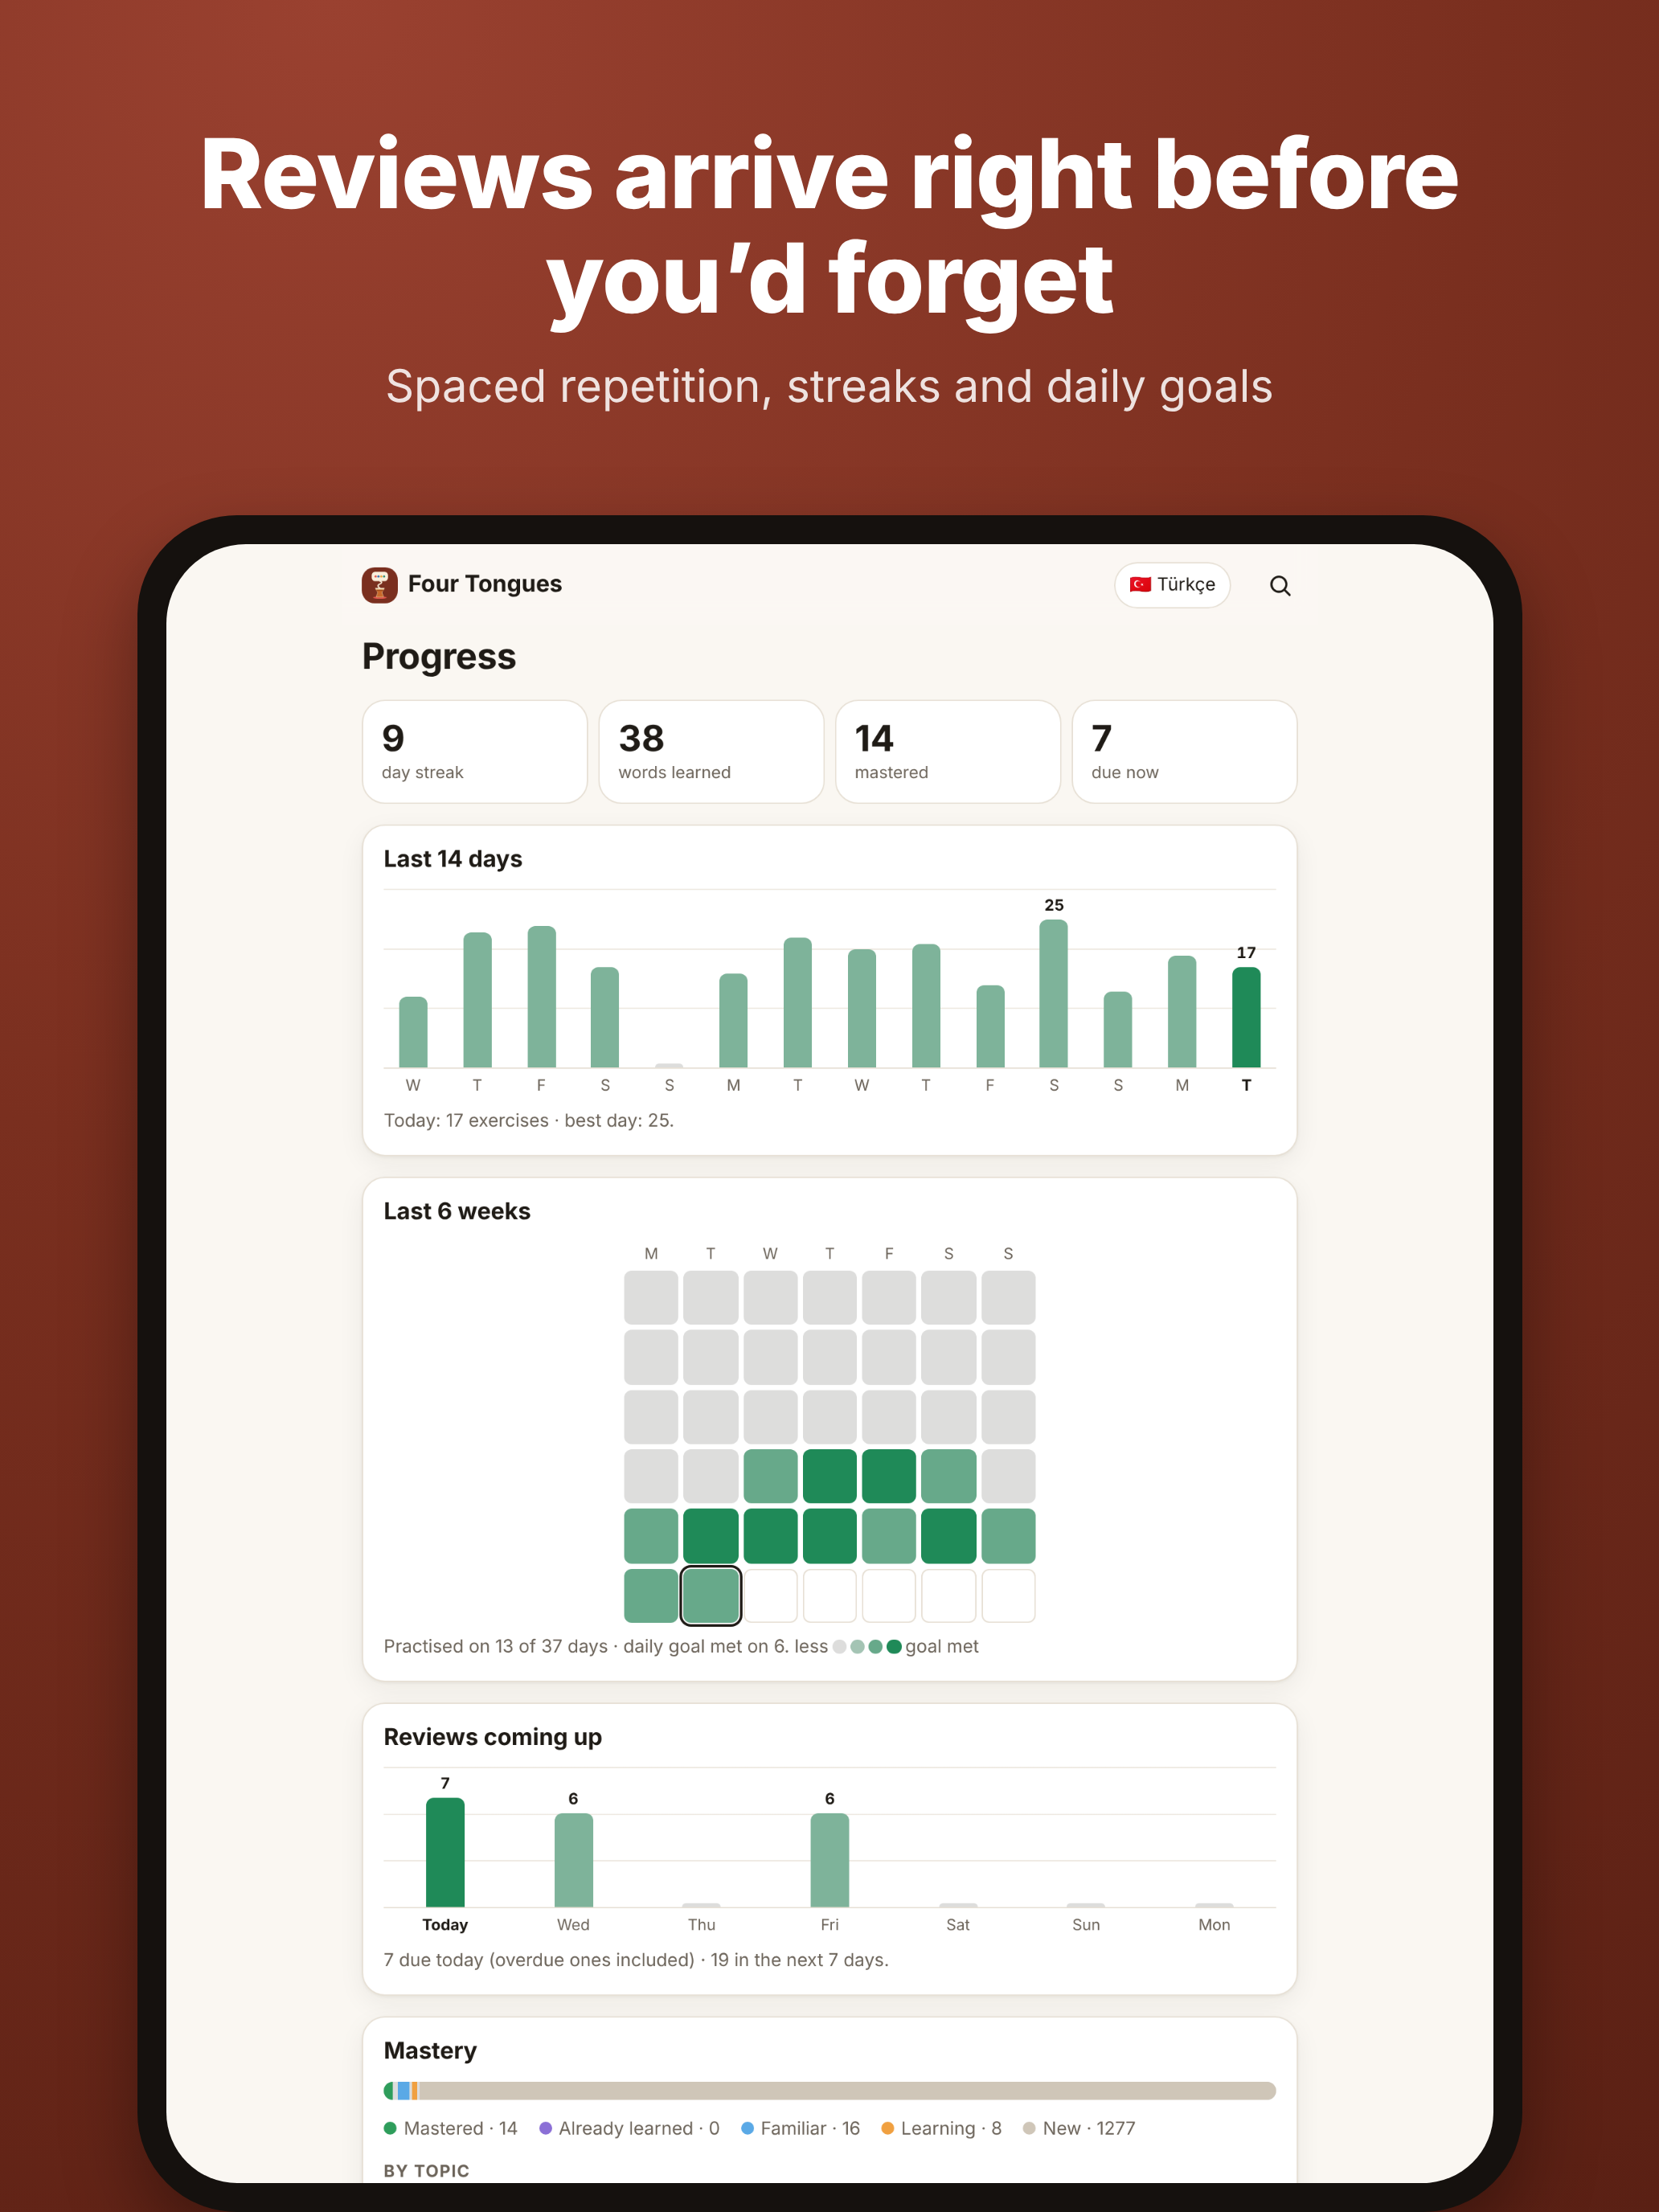 Reviews arrive right before
you’d forget
Spaced repetition, streaks and daily goals
Four Tongues
Türkçe
Progress
9
day streak
38
words learned
14
mastered
7
due now
Last 14 days
25
17
W T F S S M T W T F S S M T
Today: 17 exercises · best day: 25.
Last 6 weeks
M T W T F S S
Practised on 13 of 37 days · daily goal met on 6. less goal met
Reviews coming up
7 6 6
Today Wed Thu Fri Sat Sun Mon
7 due today (overdue ones included) · 19 in the next 7 days.
Mastery
Mastered · 14 Already learned · 0 Familiar · 16 Learning · 8 New · 1277
BY TOPIC